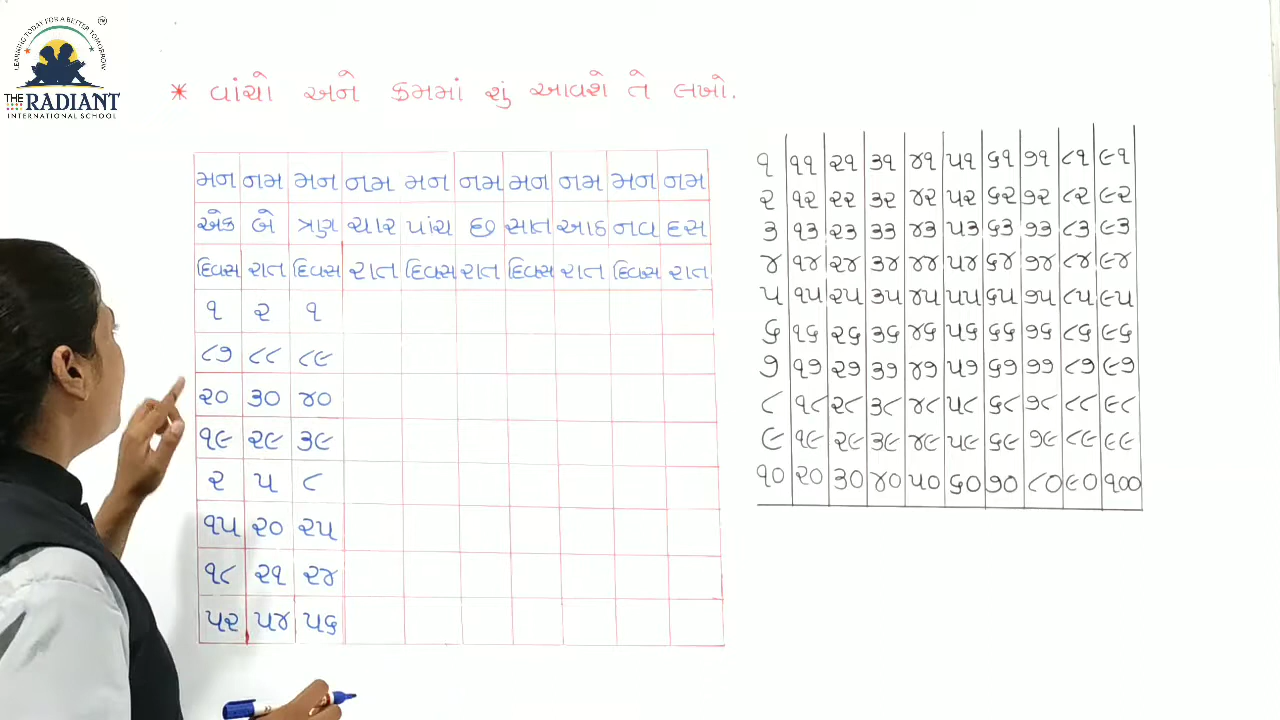 LEARNING TODAY FOR A BETTER TOMORROW
TM
THE RADIANT
INTERNATIONAL SCHOOL
* વાંચો અને ક્રમમાં શું આવશે તે લખો.
મન નમ મન નમ મન નમ મન નમ મન નમ
એક બે ત્રણ ચાર પાંચ છ સાત આઠ નવ દસ
દિવસ રાત દિવસ રાત દિવસ રાત દિવસ રાત દિવસ રાત
૧ ૨ ૧
૮૭ ૮૮ ૮૯
૨૦ ૩૦ ૪૦
૧૯ ૨૯ ૩૯
૨ ૫ ૮
૧૫ ૨૦ ૨૫
૧૮ ૨૧ ૨૪
૫૨ ૫૪ ૫૬
૧ ૧૧ ૨૧ ૩૧ ૪૧ ૫૧ ૬૧ ૭૧ ૮૧ ૯૧
૨ ૧૨ ૨૨ ૩૨ ૪૨ ૫૨ ૬૨ ૭૨ ૮૨ ૯૨
૩ ૧૩ ૨૩ ૩૩ ૪૩ ૫૩ ૬૩ ૭૩ ૮૩ ૯૩
૪ ૧૪ ૨૪ ૩૪ ૪૪ ૫૪ ૬૪ ૭૪ ૮૪ ૯૪
૫ ૧૫ ૨૫ ૩૫ ૪૫ ૫૫ ૬૫ ૭૫ ૮૫ ૯૫
૬ ૧૬ ૨૬ ૩૬ ૪૬ ૫૬ ૬૬ ૭૬ ૮૬ ૯૬
૭ ૧૭ ૨૭ ૩૭ ૪૭ ૫૭ ૬૭ ૭૭ ૮૭ ૯૭
૮ ૧૮ ૨૮ ૩૮ ૪૮ ૫૮ ૬૮ ૭૮ ૮૮ ૯૮
૯ ૧૯ ૨૯ ૩૯ ૪૯ ૫૯ ૬૯ ૭૯ ૮૯ ૯૯
૧૦ ૨૦ ૩૦ ૪૦ ૫૦ ૬૦ ૭૦ ૮૦ ૯૦ ૧૦૦